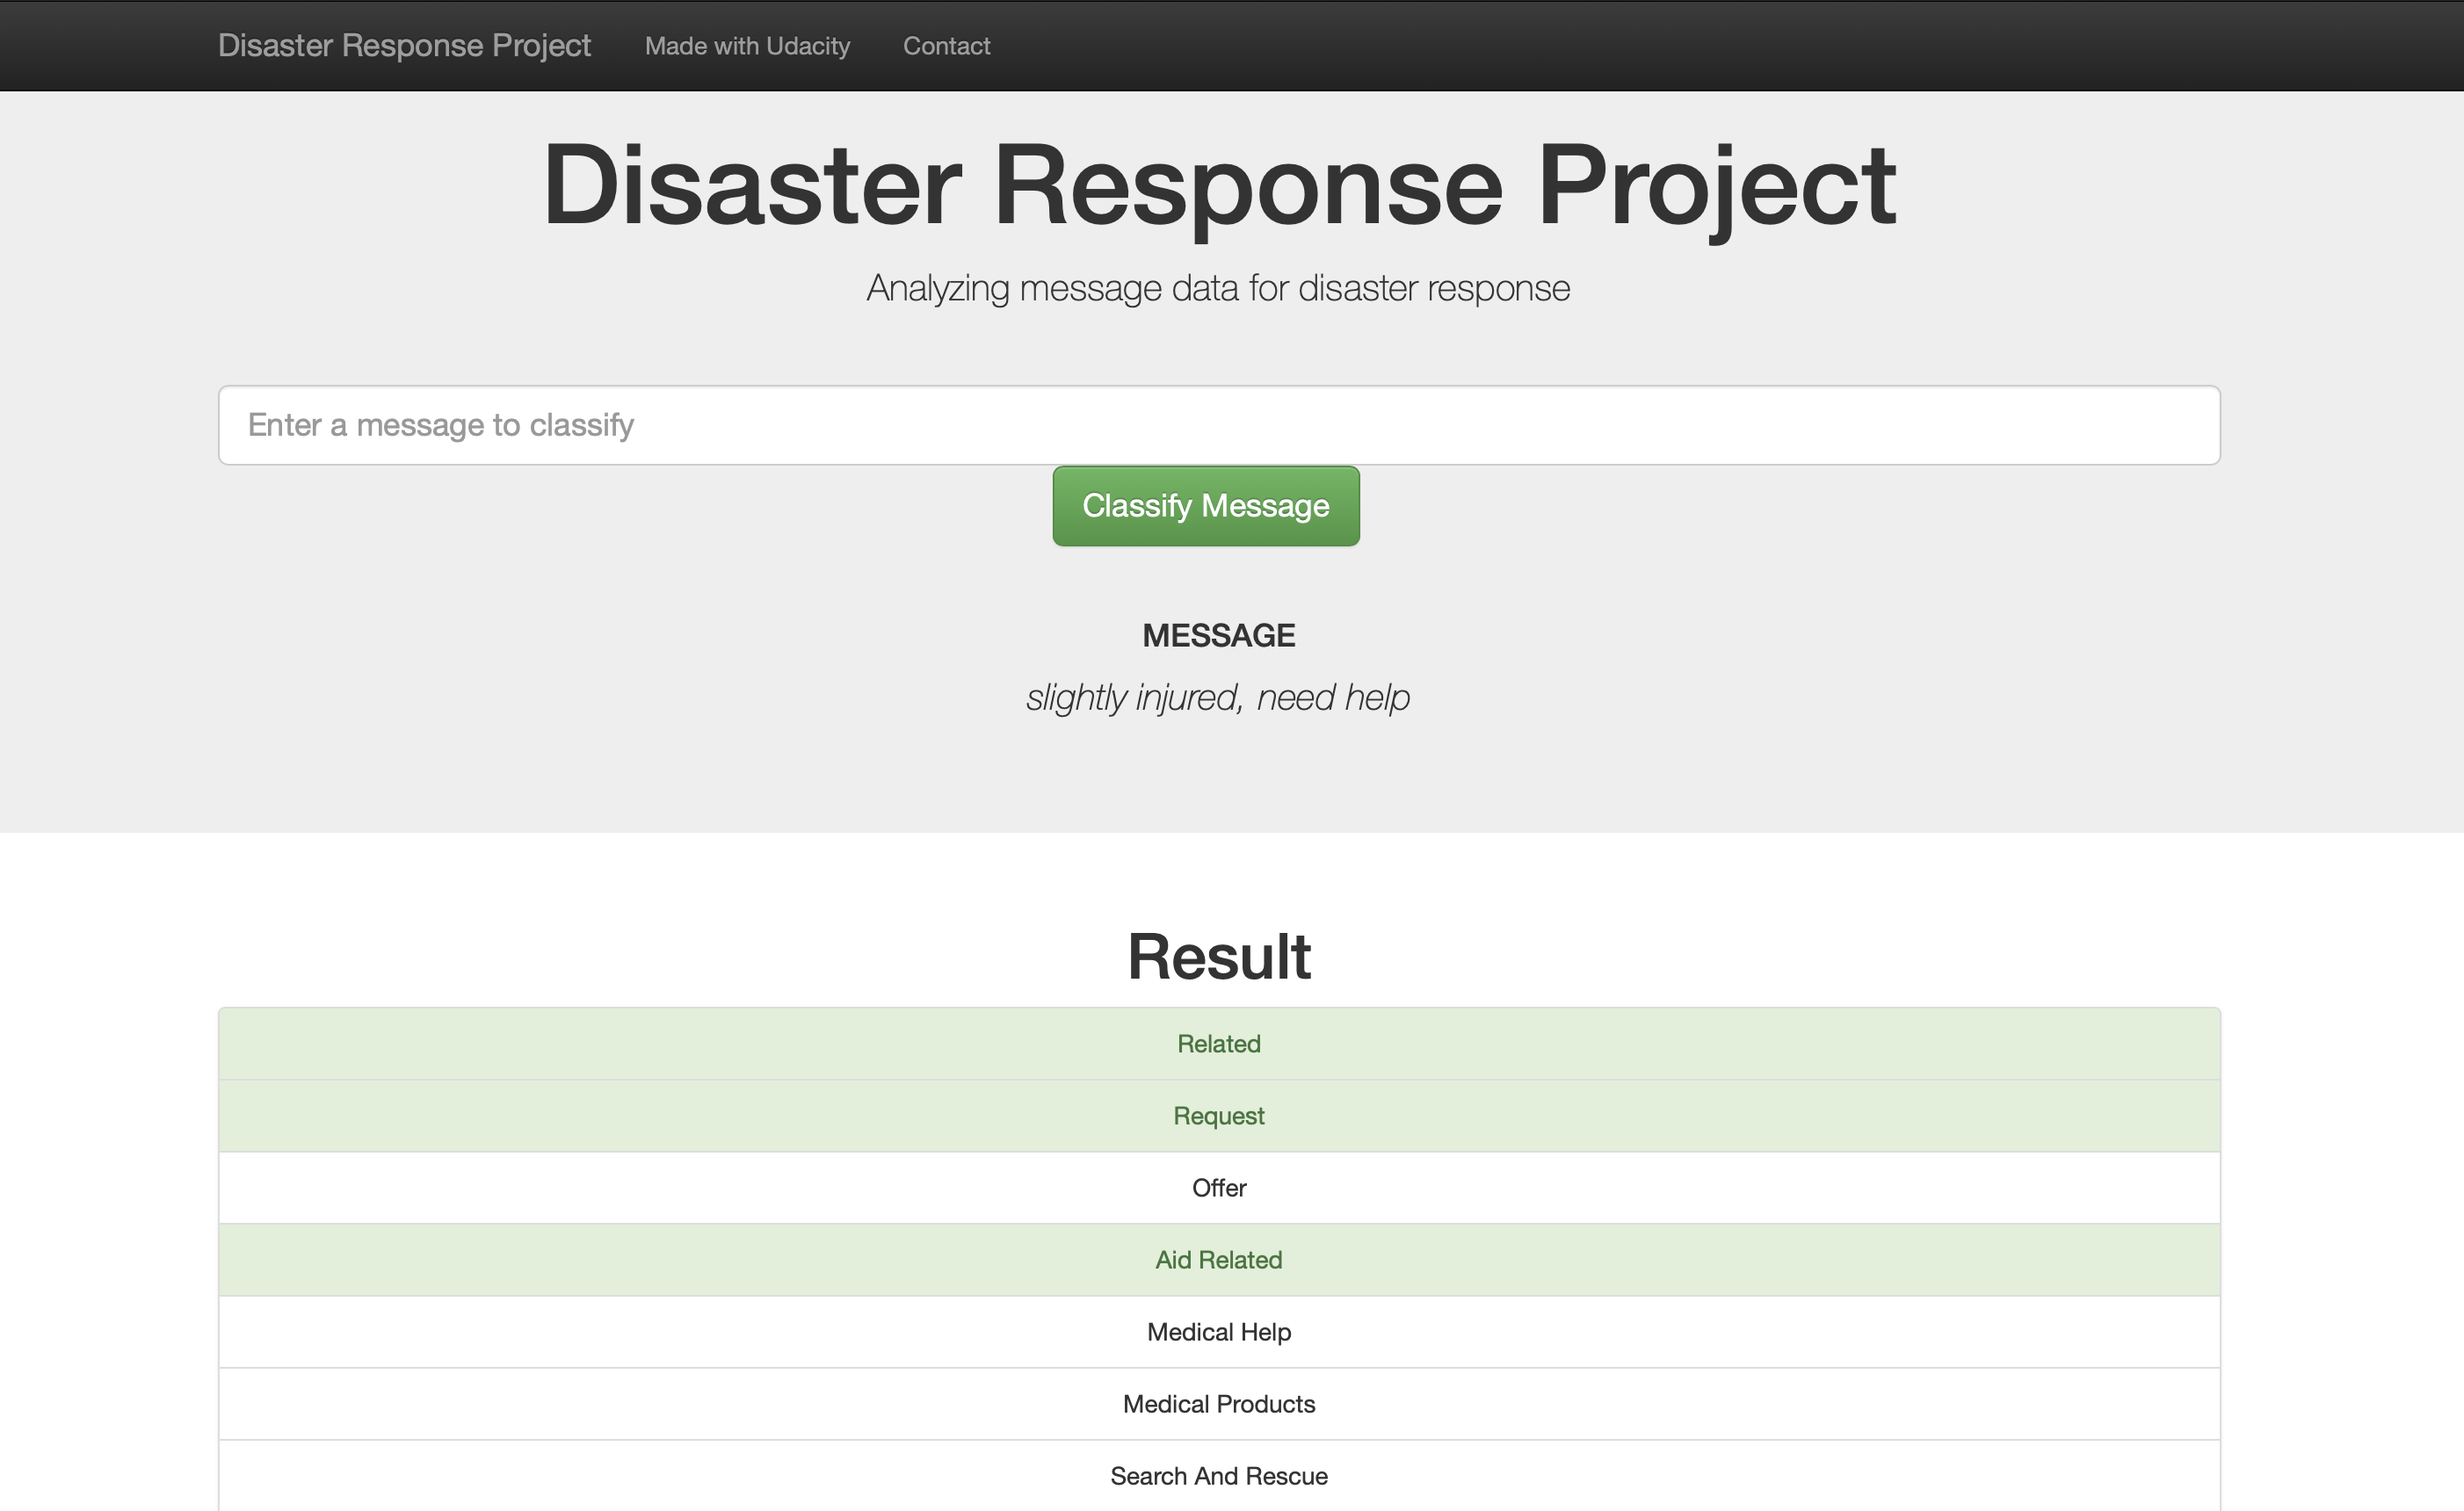 Disaster Response Project Made with Udacity Contact
Disaster Response Project
Analyzing message data for disaster response
Enter a message to classify
Classify Message
MESSAGE
slightly injured, need help
Result
Related
Request
Offer
Aid Related
Medical Help
Medical Products
Search And Rescue